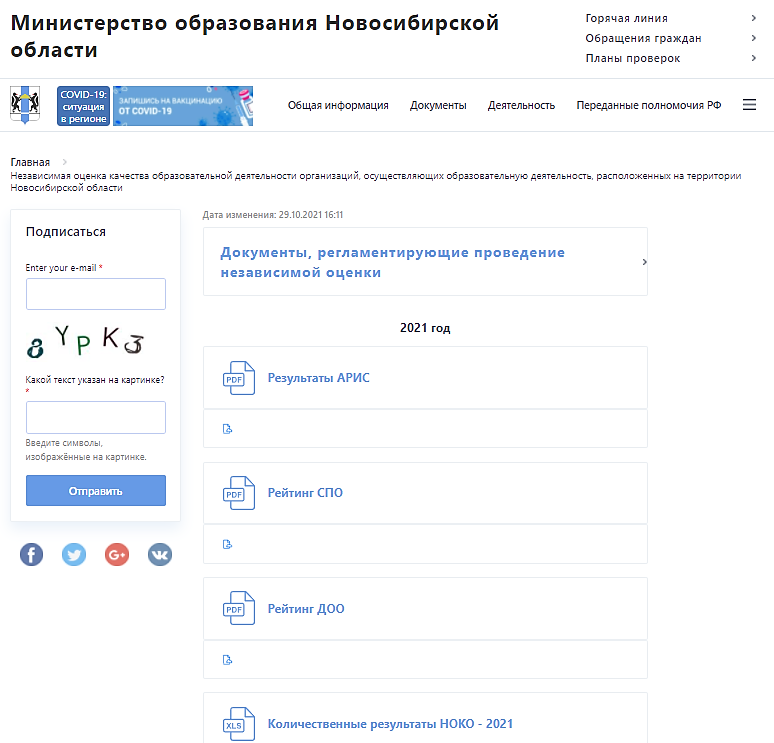 Министерство образования Новосибирской
области
Горячая линия
Обращения граждан
Планы проверок
COVID-19:
ситуация
в регионе
ЗАПИШИСЬ НА ВАКЦИНАЦИЮ
ОТ COVID-19
Общая информация
Документы
Деятельность
Переданные полномочия РФ
Главная
Независимая оценка качества образовательной деятельности организаций, осуществляющих образовательную деятельность, расположенных на территории
Новосибирской области
Подписаться
Enter your e-mail *
8YPK3
Какой текст указан на картинке?
*
Введите символы,
изображённые на картинке.
Отправить
Дата изменения: 29.10.2021 16:11
Документы, регламентирующие проведение
независимой оценки
2021 год
PDF
Результаты АРИС
PDF
Рейтинг СПО
PDF
Рейтинг ДОО
XLS
Количественные результаты НОКО - 2021